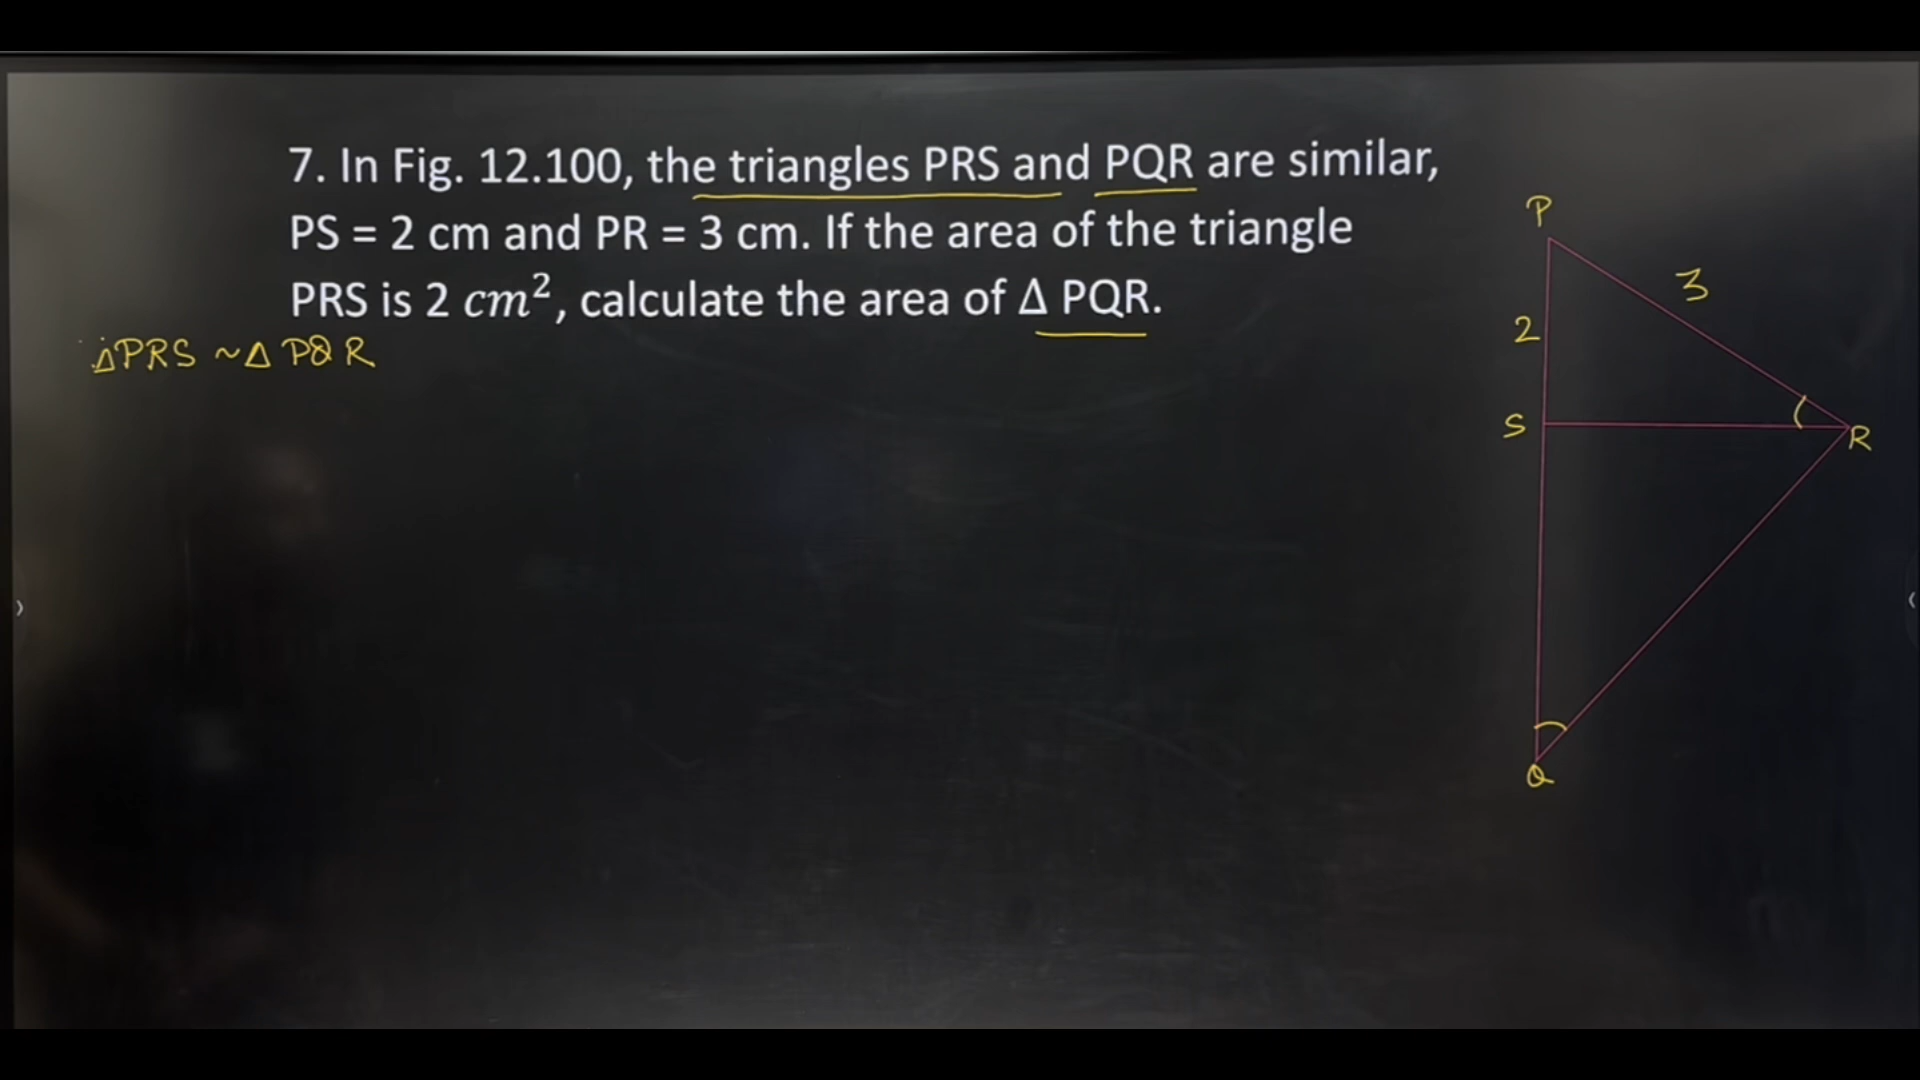 7. In Fig. 12.100, the triangles PRS and PQR are similar,
PS = 2 cm and PR = 3 cm. If the area of the triangle
PRS is 2 cm², calculate the area of Δ PQR.
ΔPRS ~ Δ PQR
P
3
2
S
R
Q